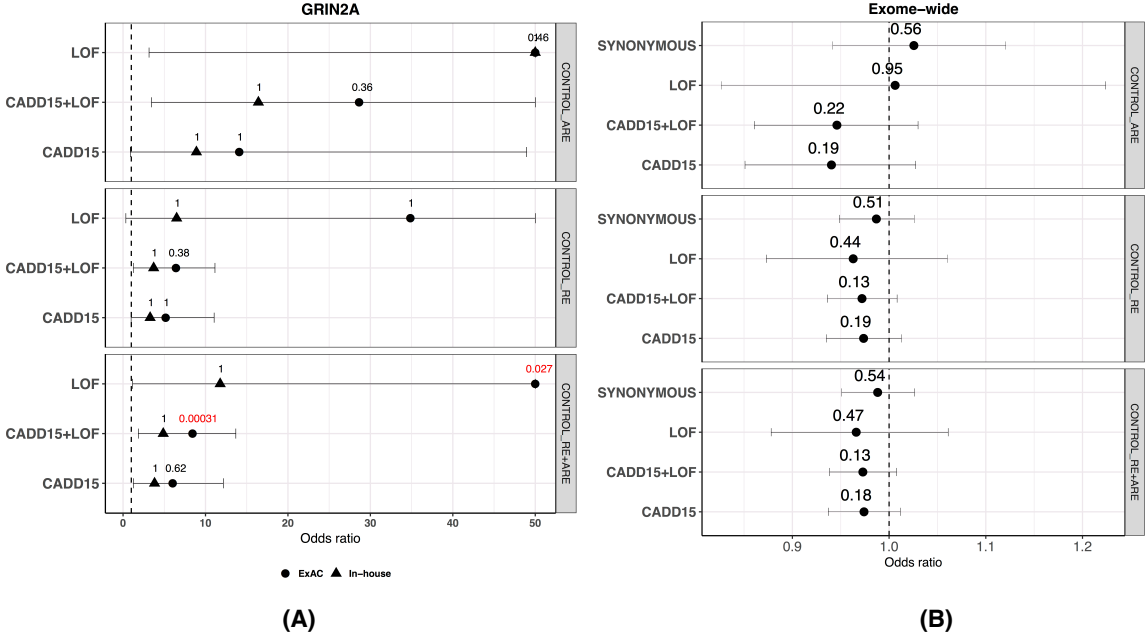 GRIN2A
LOF
0.46
CADD15+LOF
1
0.36
CADD15
1
1
CONTROL_ARE
LOF
1
1
CADD15+LOF
1
0.38
CADD15
1
1
CONTROL_RE
LOF
1
0.027
CADD15+LOF
1
0.00031
CADD15
1
0.62
CONTROL_RE+ARE
0
10
20
30
40
50
Odds ratio
ExAC
In-house
(A)
Exome-wide
SYNONYMOUS
0.56
LOF
0.95
CADD15+LOF
0.22
CADD15
0.19
CONTROL_ARE
SYNONYMOUS
0.51
LOF
0.44
CADD15+LOF
0.13
CADD15
0.19
CONTROL_RE
SYNONYMOUS
0.54
LOF
0.47
CADD15+LOF
0.13
CADD15
0.18
CONTROL_RE+ARE
0.9
1.0
1.1
1.2
Odds ratio
(B)